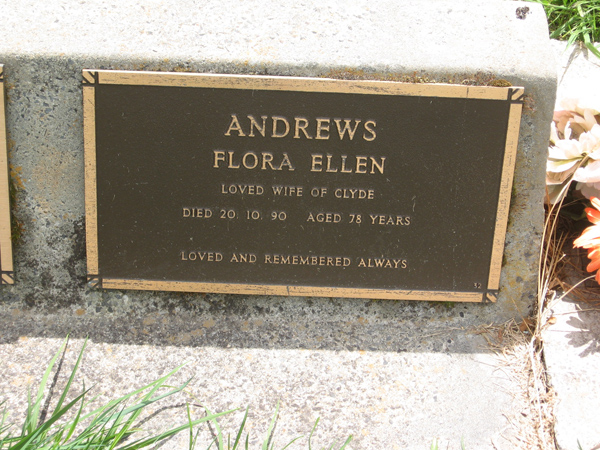 ANDREWS
FLORA ELLEN
LOVED WIFE OF CLYDE
DIED 20.10.90 AGED 78 YEARS
LOVED AND REMEMBERED ALWAYS